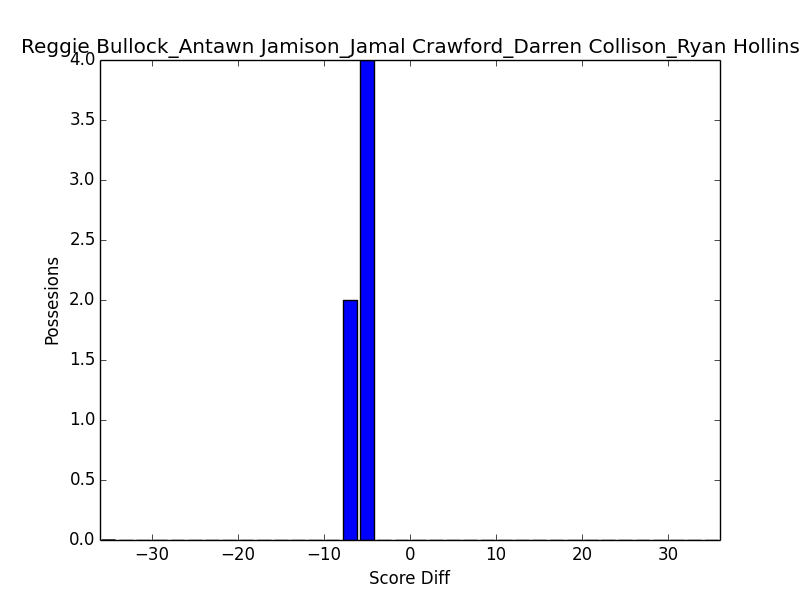 Reggie Bullock_Antawn Jamison_Jamal Crawford_Darren Collison_Ryan Hollins
4.0
3.5
3.0
2.5
2.0
1.5
1.0
0.5
0.0
Possesions
−30 −20 −10 0 10 20 30
Score Diff